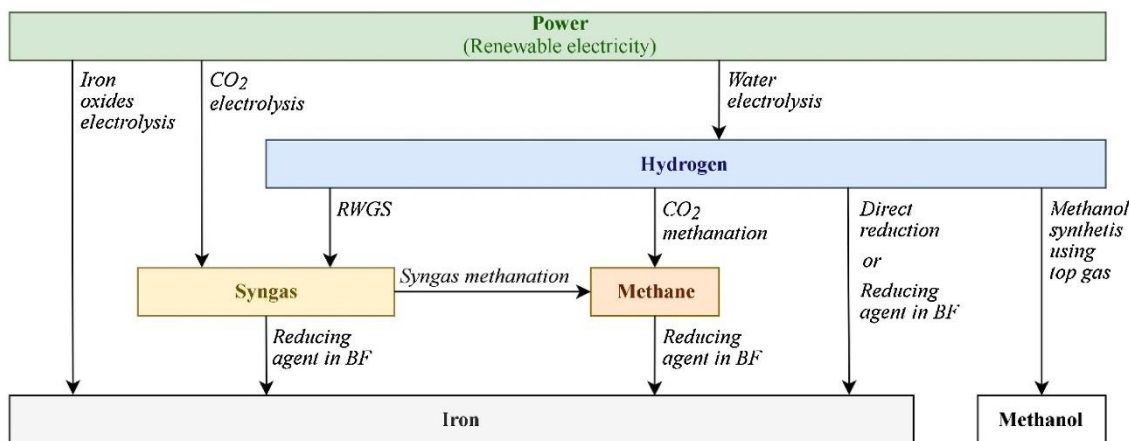 Power
(Renewable electricity)
Iron
oxides
electrolysis
CO2
electrolysis
Water
electrolysis
Hydrogen
RWGS
CO2
methanation
Direct
reduction
or
Reducing
agent in BF
Methanol
synthetis
using
top gas
Syngas
Syngas methanation
Methane
Reducing
agent in BF
Reducing
agent in BF
Iron
Methanol